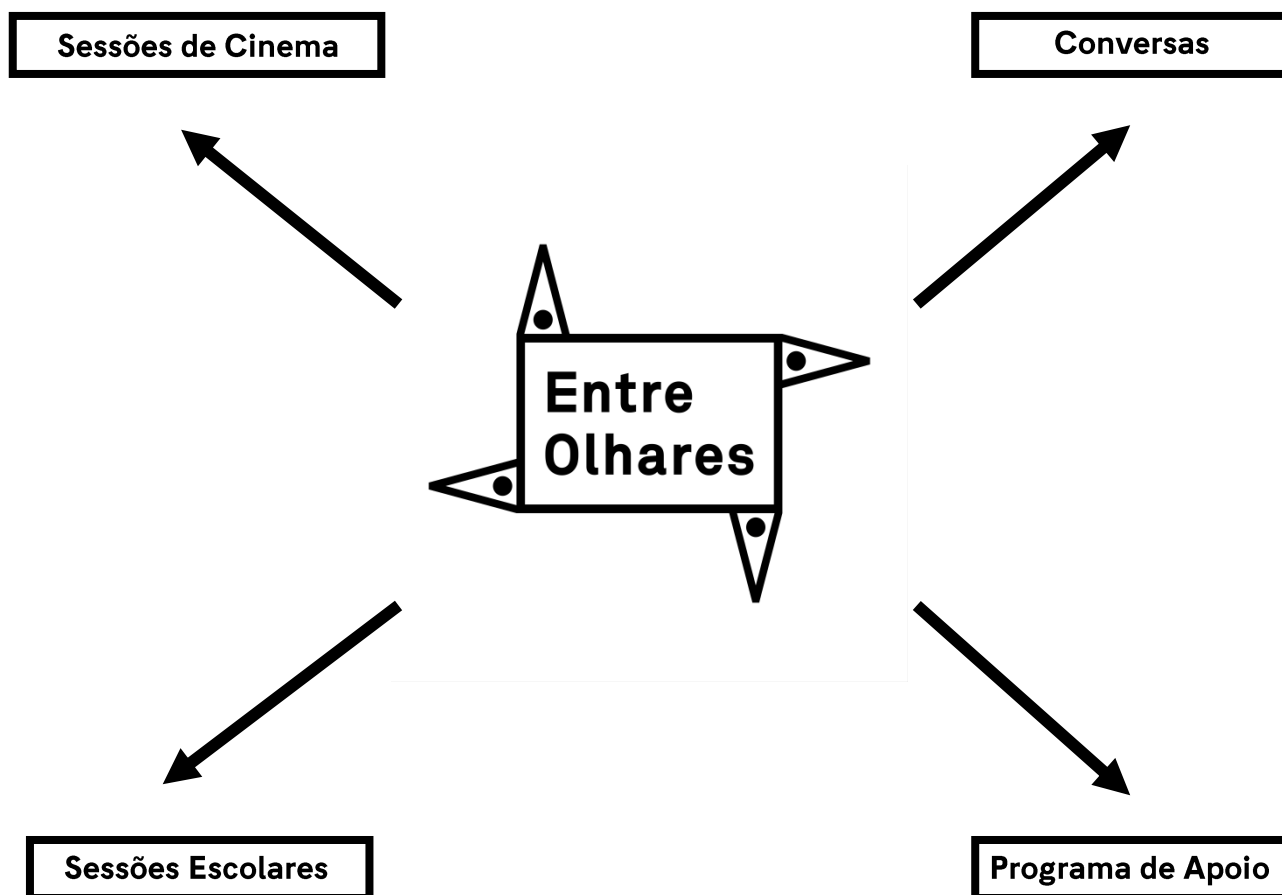 Sessões de Cinema
Conversas
Entre
Olhares
Sessões Escolares
Programa de Apoio